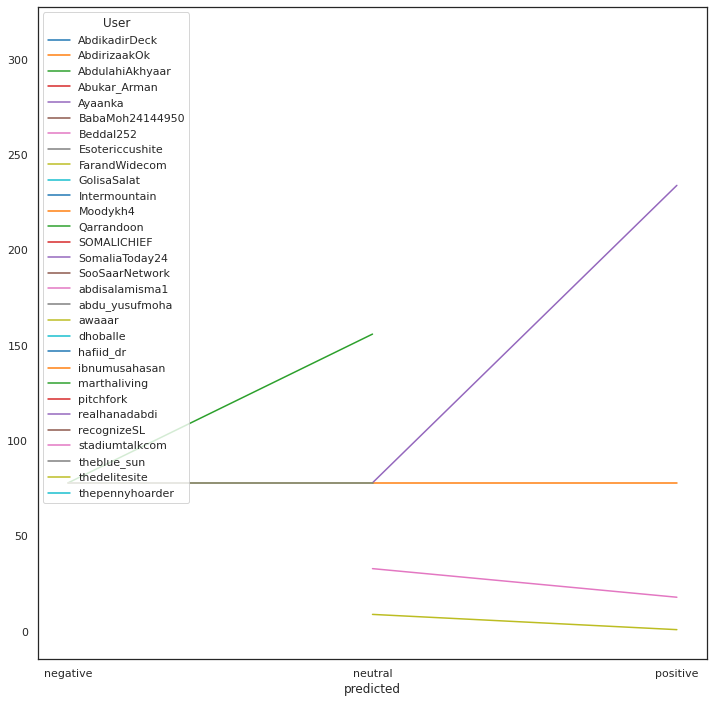 User
AbdikadirDeck
AbdirizaakOk
AbdulahiAkhyaar
Abukar_Arman
Ayaanka
BabaMoh24144950
Beddal252
Esotericcushite
FarandWidecom
GolisaSalat
Intermountain
Moodykh4
Qarrandoon
SOMALICHIEF
SomaliaToday24
SooSaarNetwork
abdisalamisma1
abdu_yusufmoha
awaaar
dhoballe
hafiid_dr
ibnumusahasan
marthaliving
pitchfork
realhanadabdi
recognizeSL
stadiumtalkcom
theblue_sun
thedelitesite
thepennyhoarder
300
250
200
150
100
50
0
negative neutral positive
predicted